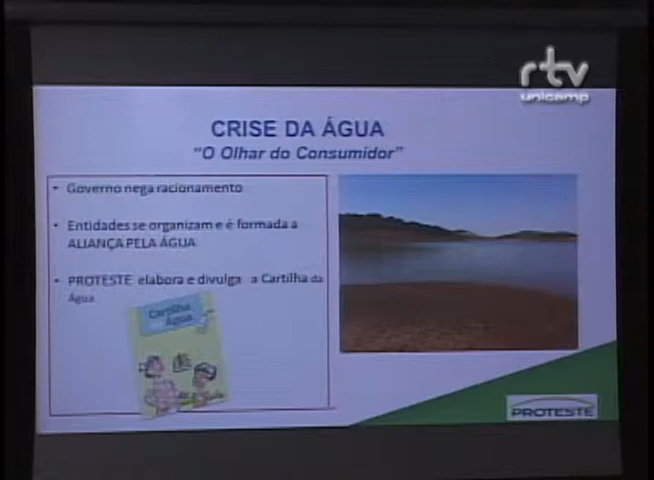 rtv
unicamp
CRISE DA ÁGUA
"O Olhar do Consumidor"
• Governo nega racionamento
• Entidades se organizam e é formada a
ALIANÇA PELA ÁGUA
• PROTESTE elabora e divulga a Cartilha da
Água
Cartilha
da Água
PROTESTE